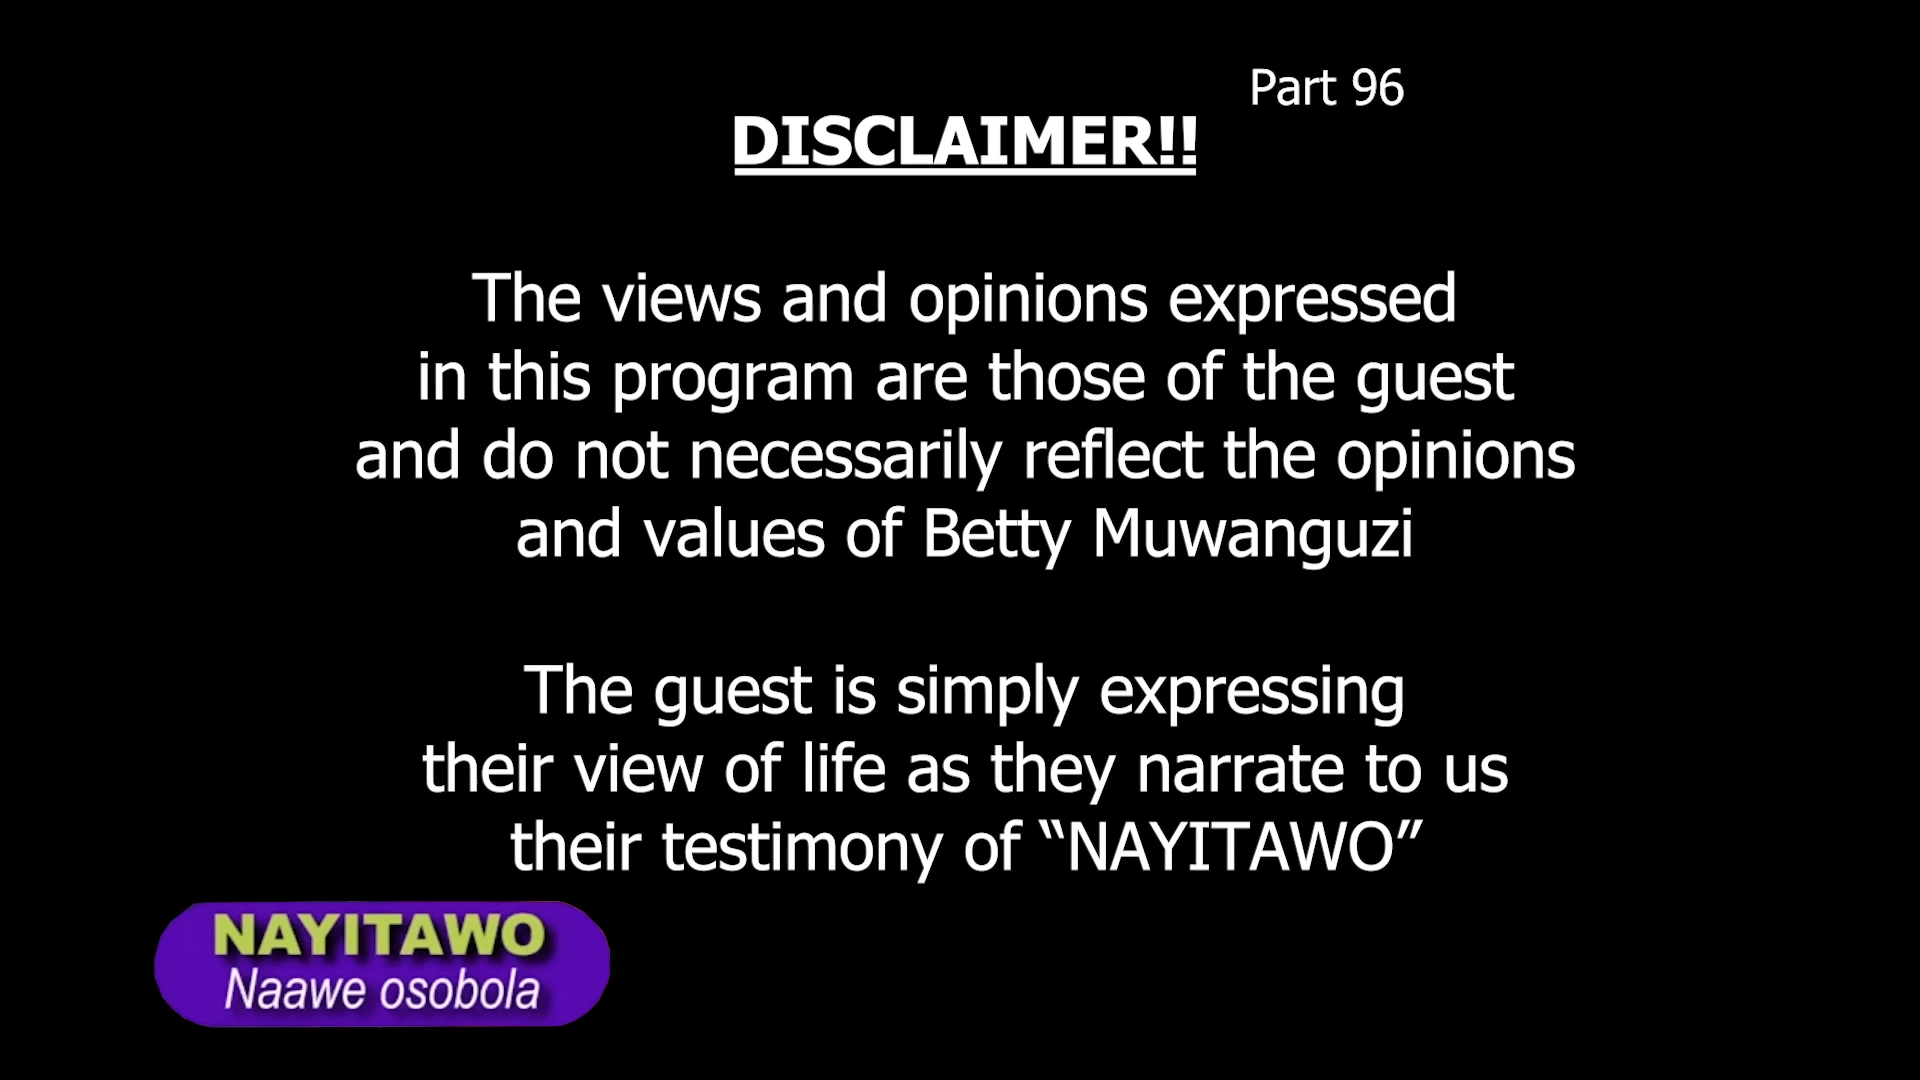 Part 96
DISCLAIMER!!
The views and opinions expressed
in this program are those of the guest
and do not necessarily reflect the opinions
and values of Betty Muwanguzi
The guest is simply expressing
their view of life as they narrate to us
their testimony of “NAYITAWO”
NAYITAWO
Naawe osobola